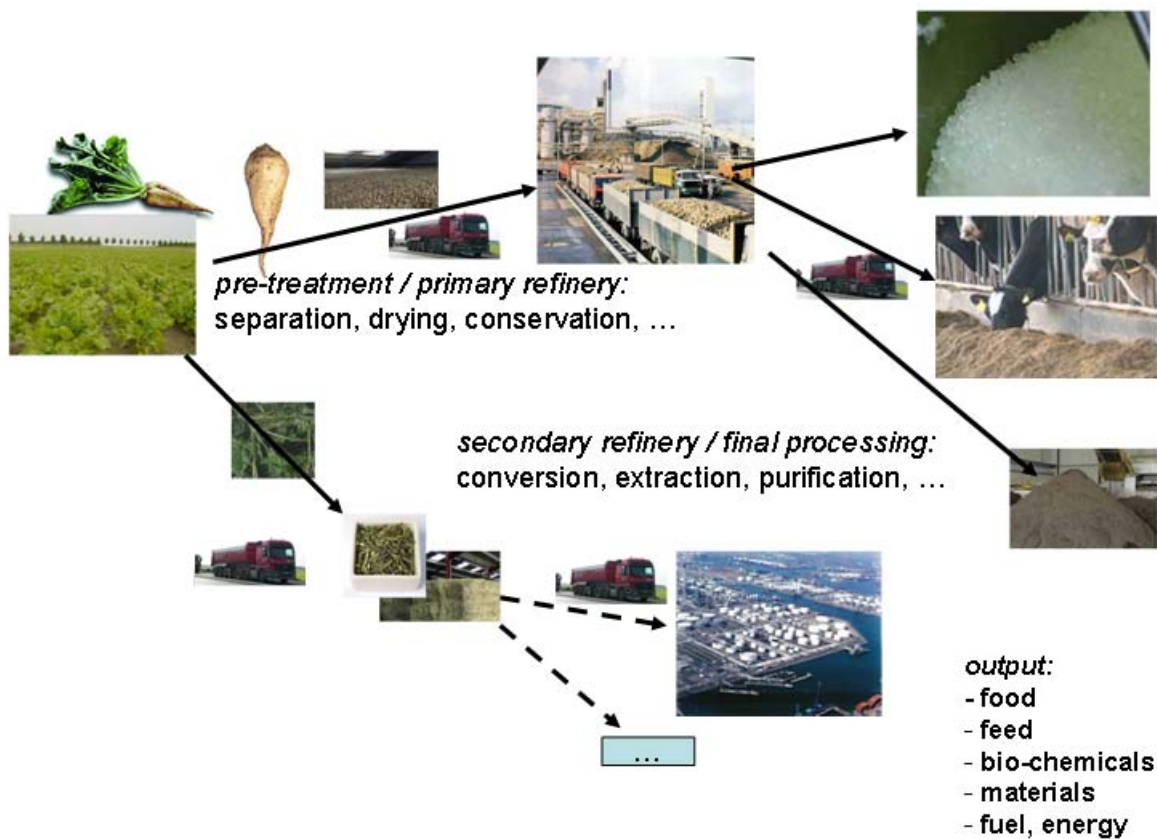 pre-treatment / primary refinery:
separation, drying, conservation, …
secondary refinery / final processing:
conversion, extraction, purification, …
...
output:
- food
- feed
- bio-chemicals
- materials
- fuel, energy